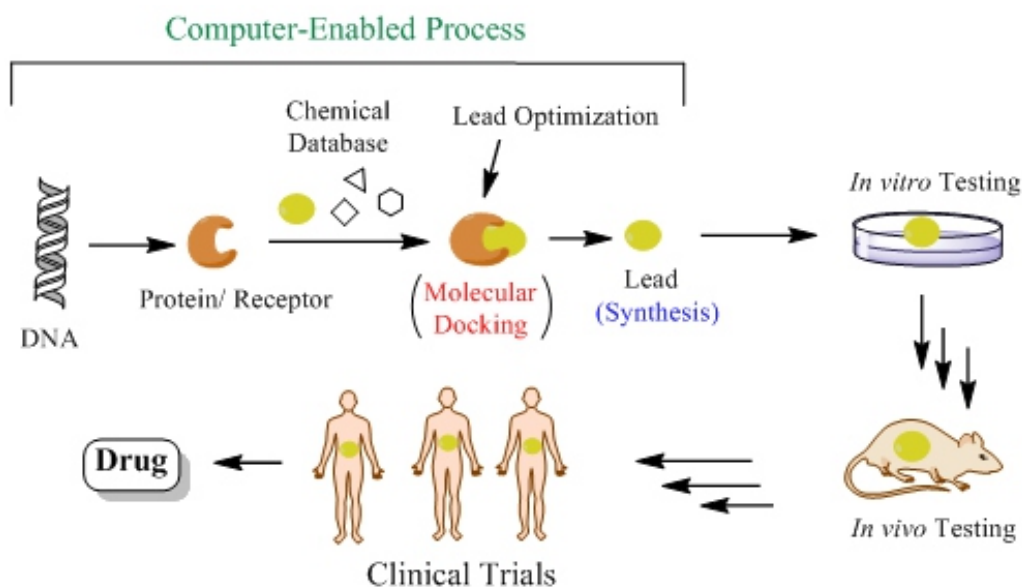 Computer-Enabled Process
Chemical
Database
Lead Optimization
In vitro Testing
Protein/ Receptor
(Molecular
Docking)
Lead
(Synthesis)
DNA
Drug
In vivo Testing
Clinical Trials